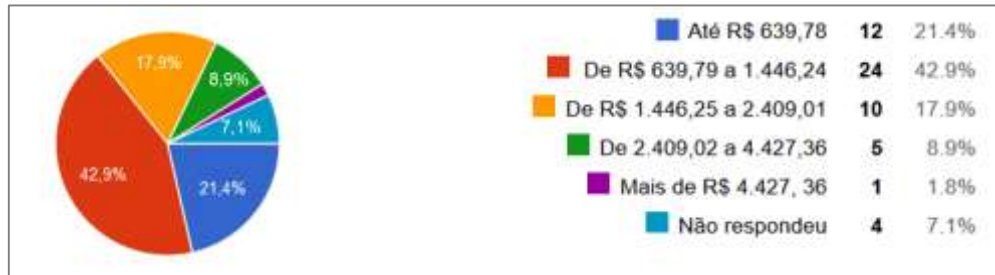 17,9%
8,9%
7,1%
42,9%
21,4%
Até R$ 639,78 12 21.4%
De R$ 639,79 a 1.446,24 24 42.9%
De R$ 1.446,25 a 2.409,01 10 17.9%
De 2.409,02 a 4.427,36 5 8.9%
Mais de R$ 4.427, 36 1 1.8%
Não respondeu 4 7.1%